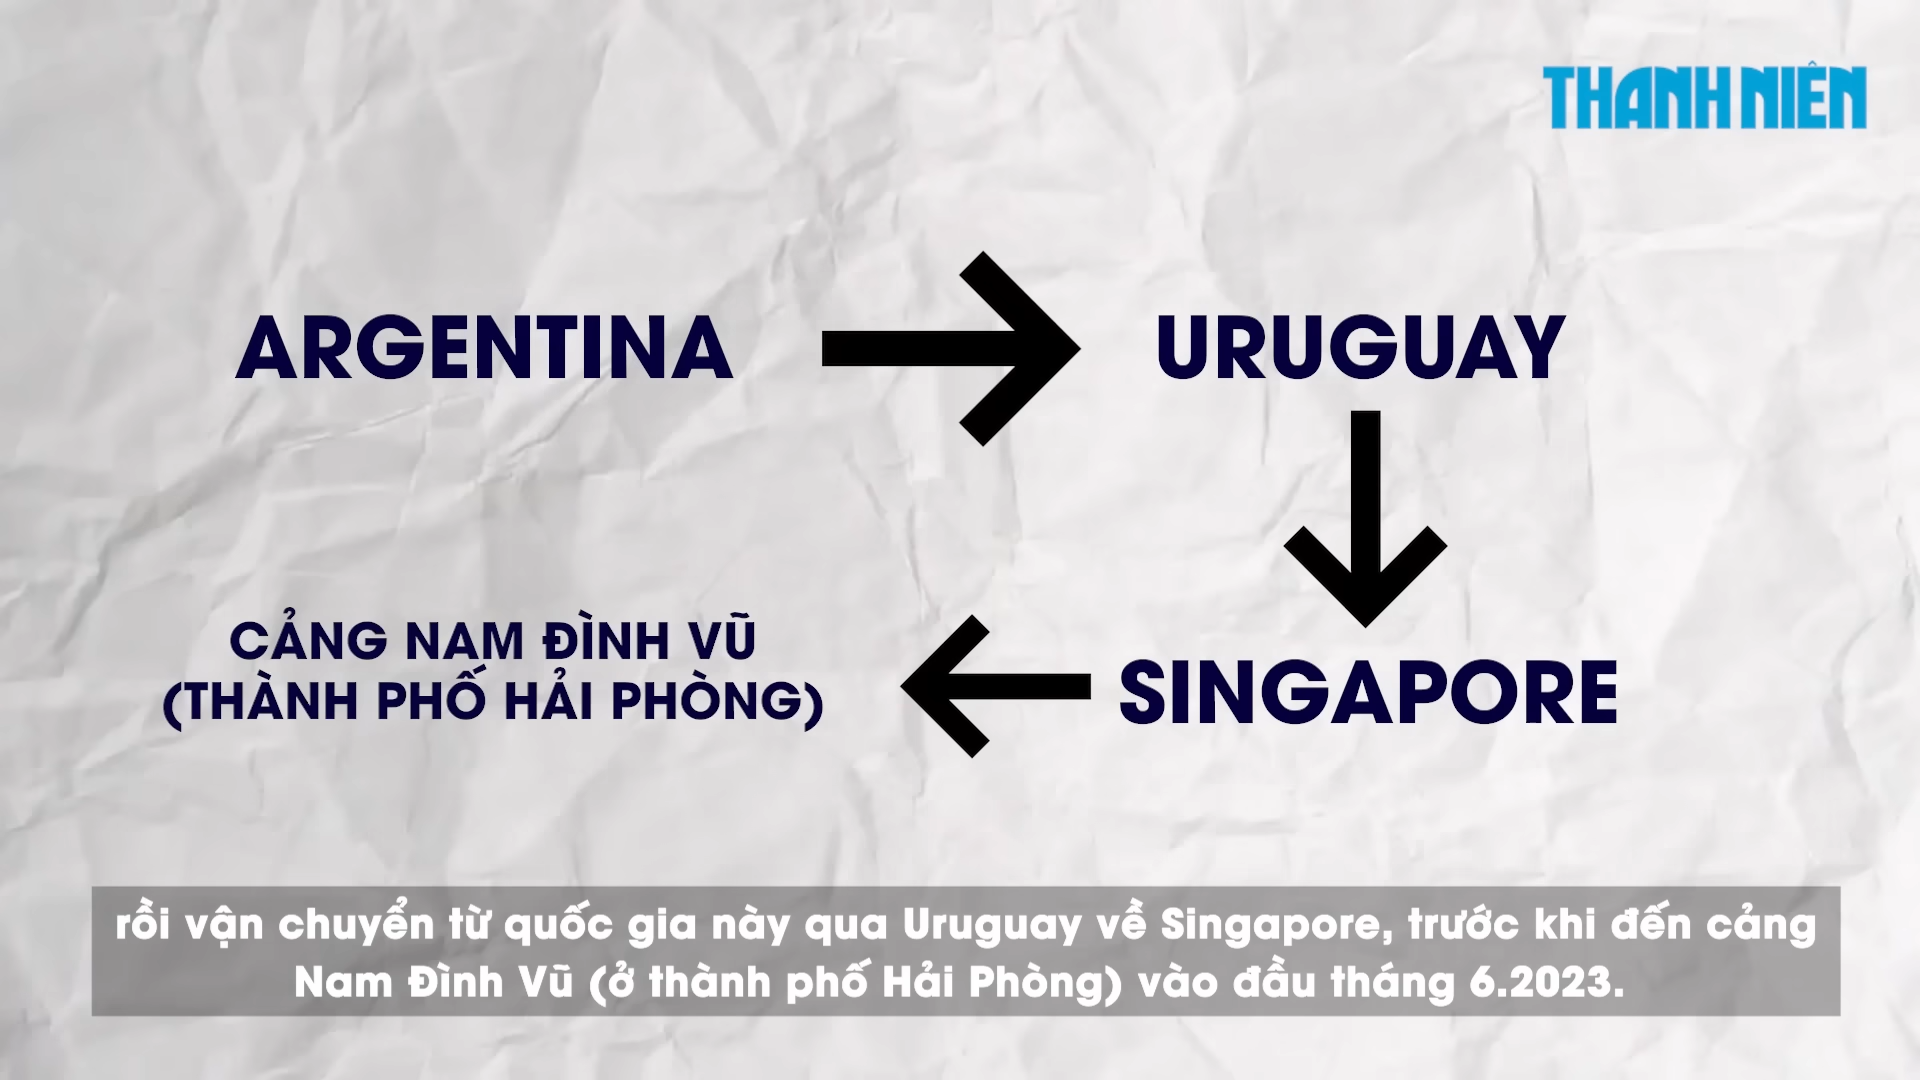 THANH NIÊN
ARGENTINA
URUGUAY
CẢNG NAM ĐÌNH VŨ
(THÀNH PHỐ HẢI PHÒNG)
SINGAPORE
rồi vận chuyển từ quốc gia này qua Uruguay về Singapore, trước khi đến cảng
Nam Đình Vũ (ở thành phố Hải Phòng) vào đầu tháng 6.2023.